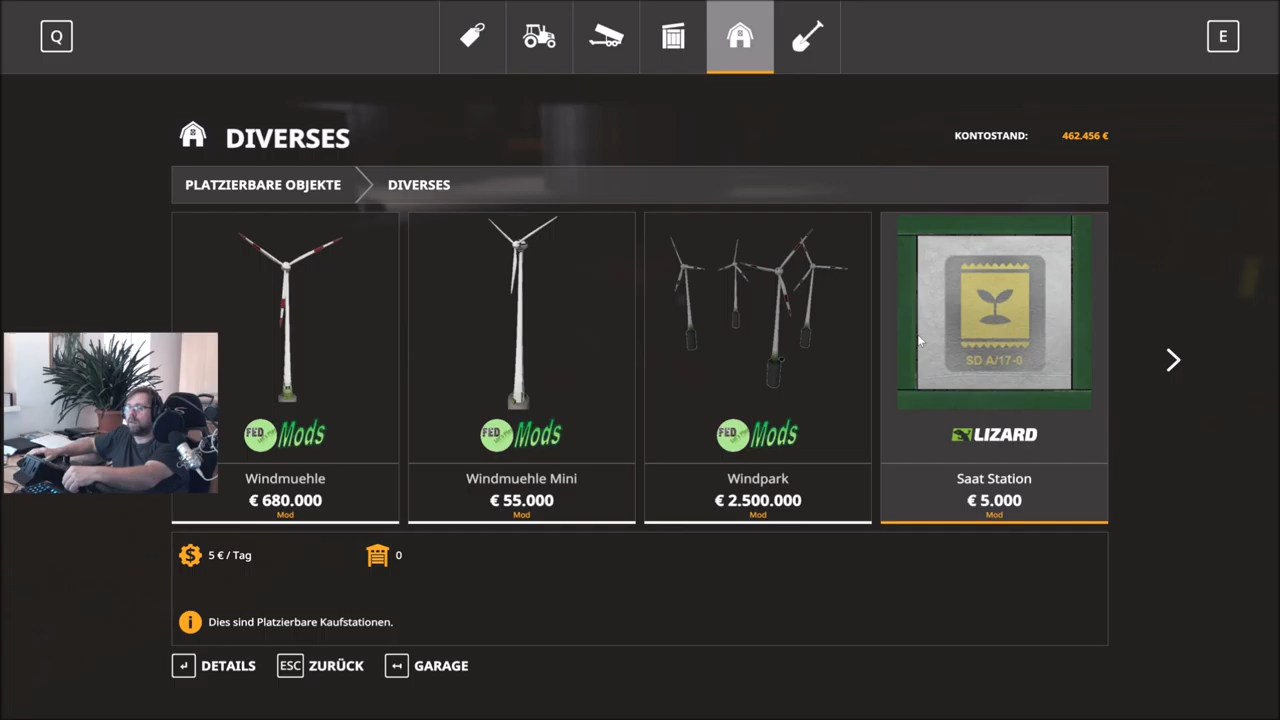 Q
E
DIVERSES
KONTOSTAND: 462.456 €
PLATZIERBARE OBJEKTE DIVERSES
SD A/17-0
FED Mods
FED Mods
FED Mods
LIZARD
Windmuehle
€ 680.000
Mod
Windmuehle Mini
€ 55.000
Mod
Windpark
€ 2.500.000
Mod
Saat Station
€ 5.000
Mod
5 € / Tag
0
Dies sind Platzierbare Kaufstationen.
DETAILS
ESC ZURÜCK
GARAGE